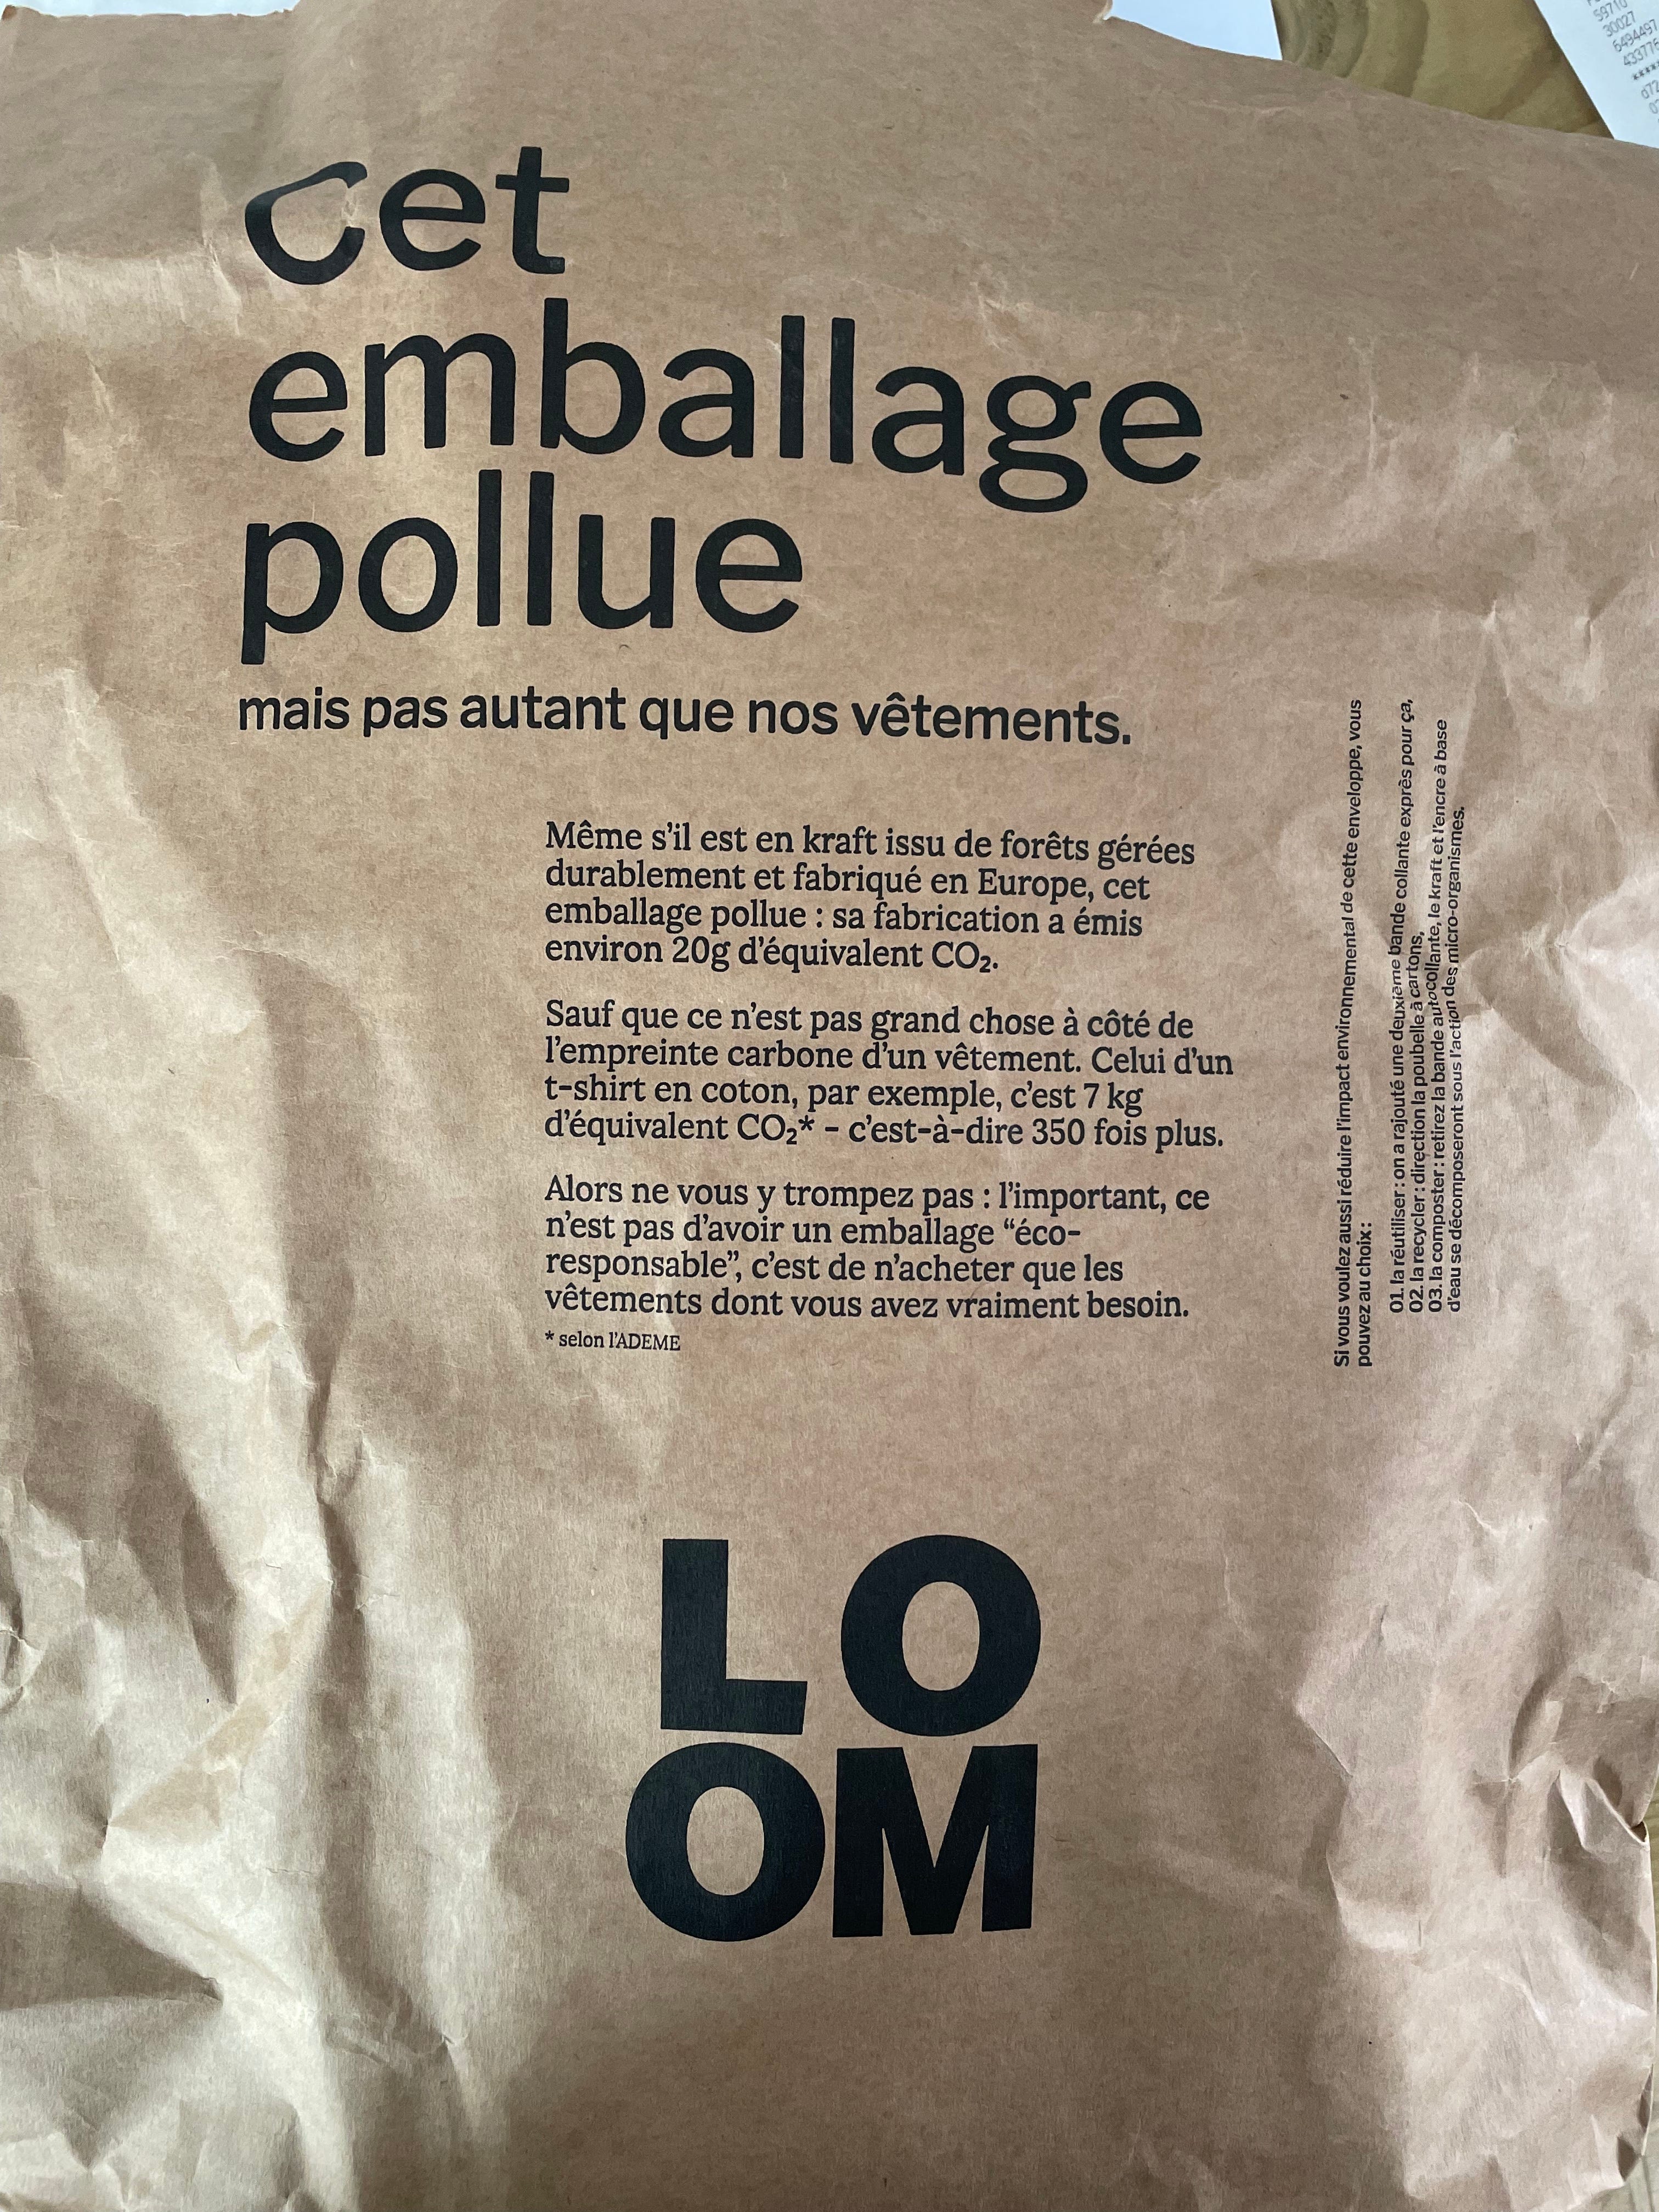 cet
emballage
pollue
mais pas autant que nos vêtements.
Même s'il est en kraft issu de forêts gérées
durablement et fabriqué en Europe, cet
emballage pollue : sa fabrication a émis
environ 20g d'équivalent CO₂.
Sauf que ce n'est pas grand chose à côté de
l'empreinte carbone d'un vêtement. Celui d'un
t-shirt en coton, par exemple, c'est 7 kg
d'équivalent CO₂* - c'est-à-dire 350 fois plus.
Alors ne vous y trompez pas : l'important, ce
n'est pas d'avoir un emballage “éco-
responsable”, c'est de n'acheter que les
vêtements dont vous avez vraiment besoin.
* selon l'ADEME
Si vous voulez aussi réduire l'impact environnemental de cette enveloppe, vous
pouvez au choix :
01. la réutiliser : on a rajouté une deuxième bande collante exprès pour ça,
02. la recycler : direction la poubelle à cartons,
03. la composter : retirez la bande autocollante, le kraft et l'encre à base
d'eau se décomposeront sous l'action des micro-organismes.
LO
OM
59710
30027
6494497